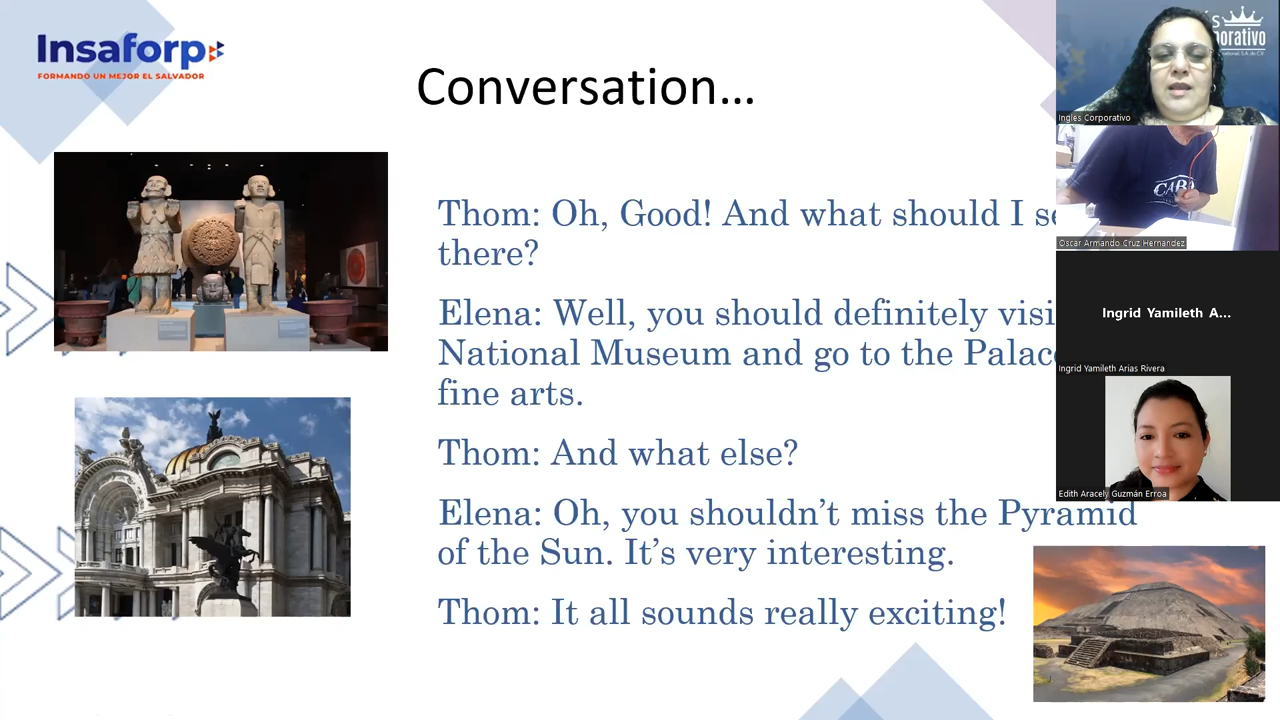 Insaforp
FORMANDO UN MEJOR EL SALVADOR
Conversation...
Thom: Oh, Good! And what should I
there?
Elena: Well, you should definitely
National Museum and go to the
fine arts.
Thom: And what else?
Elena: Oh, you shouldn't miss the Pyramid
of the Sun. It's very interesting.
Thom: It all sounds really exciting!
Ingles Corporativo
CABA
Oscar Armando Cruz Hernandez
Ingrid Yamileth A...
Ingrid Yamileth Arias Rivera
Edith Aracely Guzmán Erroa